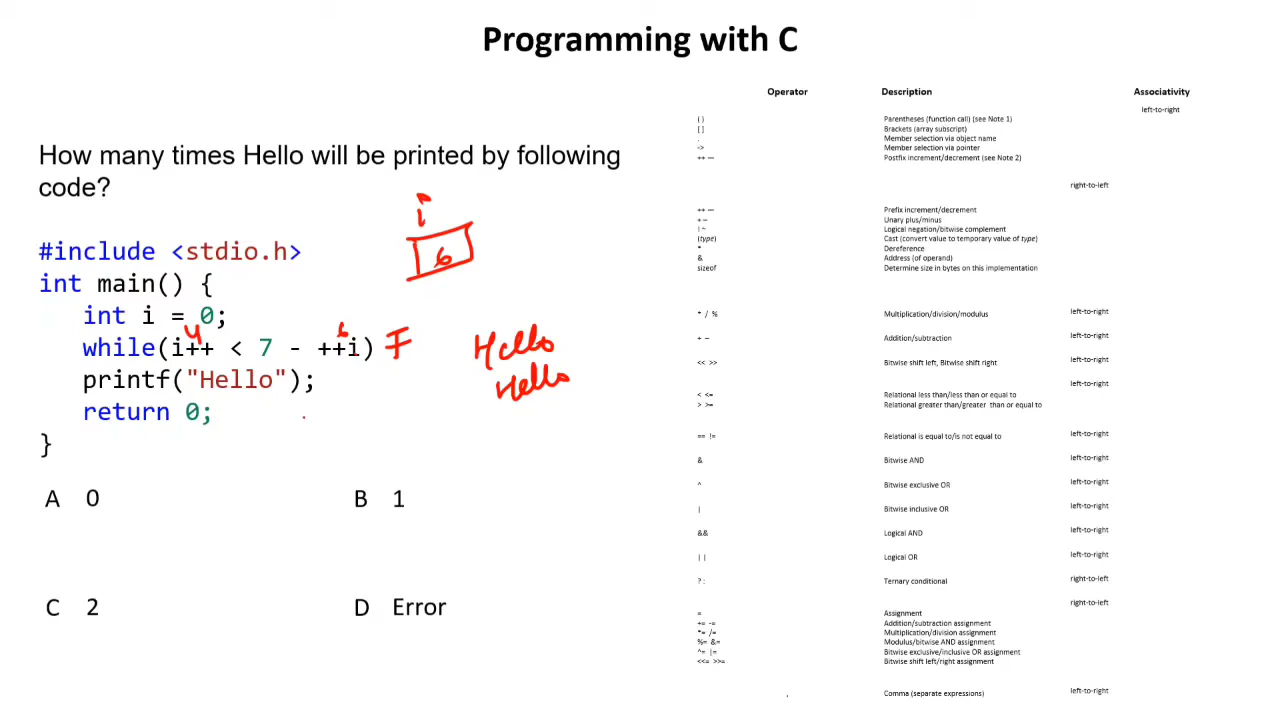 Programming with C
How many times Hello will be printed by following
code?
i
6
#include <stdio.h>
int main() {
int i = 0;
4 6
while(i++ < 7 - ++i) F
printf("Hello");
return 0;
}
Hello
Hello
A 0
B 1
C 2
D Error
Operator Description Associativity
left-to-right
( ) Parentheses (function call) (see Note 1)
[ ] Brackets (array subscript)
. Member selection via object name
-> Member selection via pointer
++ — Postfix increment/decrement (see Note 2)
right-to-left
++ — Prefix increment/decrement
+ – Unary plus/minus
! ~ Logical negation/bitwise complement
(type) Cast (convert value to temporary value of type)
* Dereference
& Address (of operand)
sizeof Determine size in bytes on this implementation
* / % Multiplication/division/modulus left-to-right
+ – Addition/subtraction left-to-right
<< >> Bitwise shift left, Bitwise shift right left-to-right
left-to-right
< <= Relational less than/less than or equal to
> >= Relational greater than/greater than or equal to
== != Relational is equal to/is not equal to left-to-right
& Bitwise AND left-to-right
^ Bitwise exclusive OR left-to-right
| Bitwise inclusive OR left-to-right
&& Logical AND left-to-right
| | Logical OR left-to-right
? : Ternary conditional right-to-left
right-to-left
= Assignment
+= -= Addition/subtraction assignment
*= /= Multiplication/division assignment
%= &= Modulus/bitwise AND assignment
^= |= Bitwise exclusive/inclusive OR assignment
<<= >>= Bitwise shift left/right assignment
, Comma (separate expressions) left-to-right